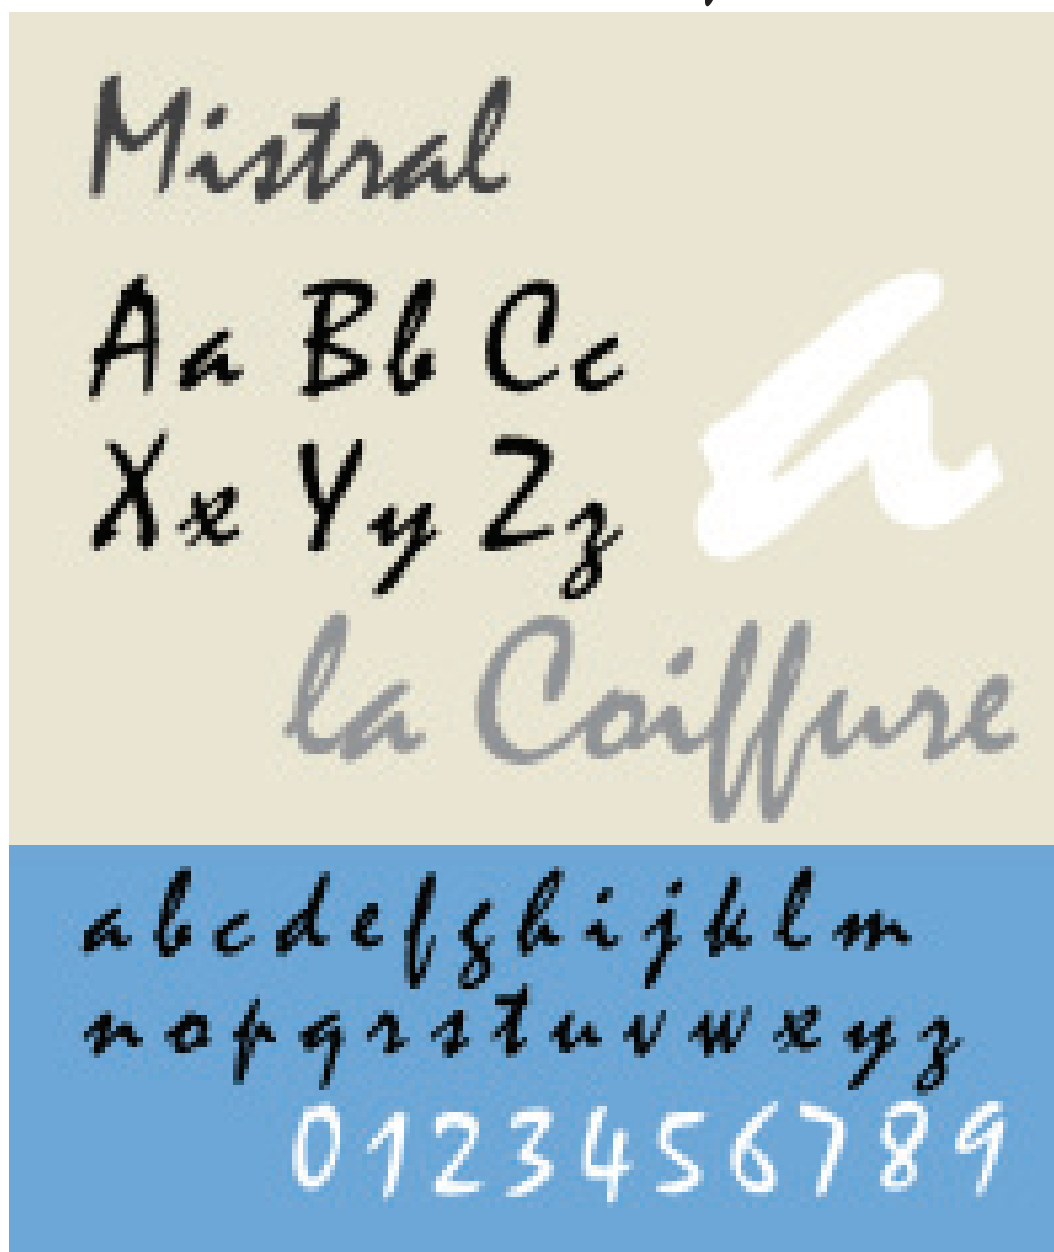 Mistral
Aa Bb Cc
a
Xx Yy Zz
la Coiffure
abcdefghijklm
nopqrstuvwxyz
0123456789